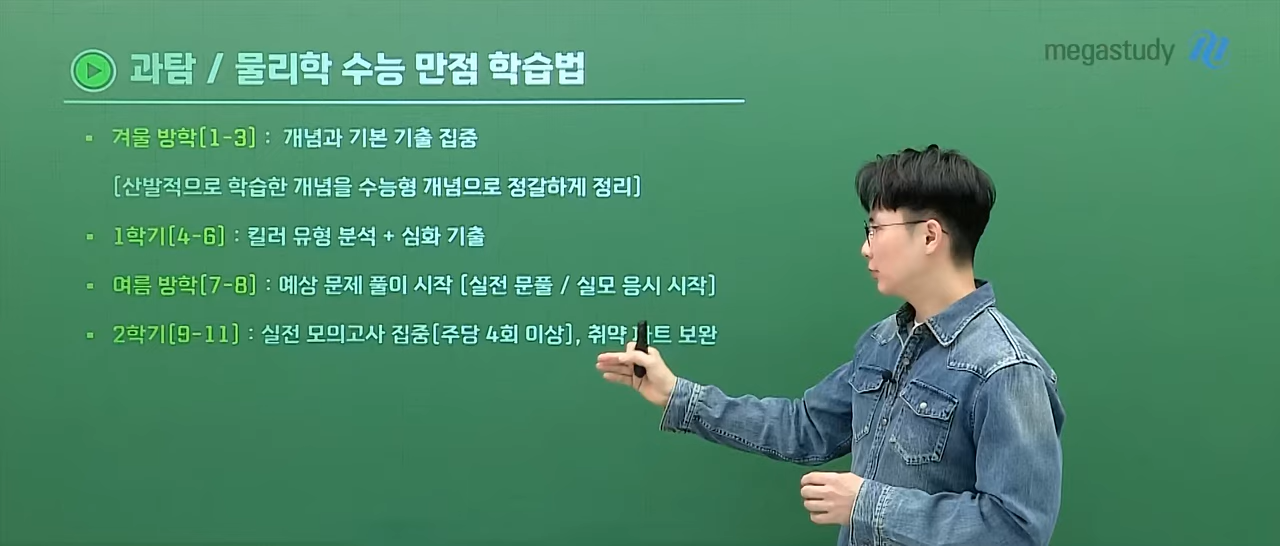 과탐 / 물리학 수능 만점 학습법
megastudy
겨울 방학[1-3] : 개념과 기본 기출 집중
[산발적으로 학습한 개념을 수능형 개념으로 정갈하게 정리]
1학기[4-6] : 킬러 유형 분석 + 심화 기출
여름 방학[7-8] : 예상 문제 풀이 시작 [실전 문풀 / 실모 응시 시작]
2학기[9-11] : 실전 모의고사 집중[주당 4회 이상], 취약 보완